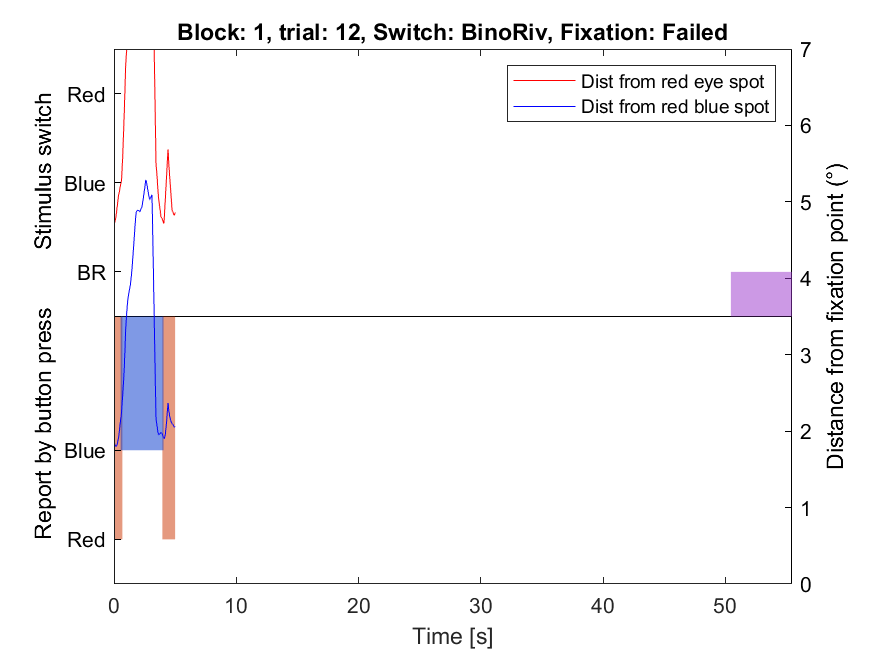 Block: 1, trial: 12, Switch: BinoRiv, Fixation: Failed
Dist from red eye spot
Dist from red blue spot
Stimulus switch
Red
Blue
BR
Report by button press
Blue
Red
7
6
5
4
3
2
1
0
Distance from fixation point (°)
0 10 20 30 40 50
Time [s]